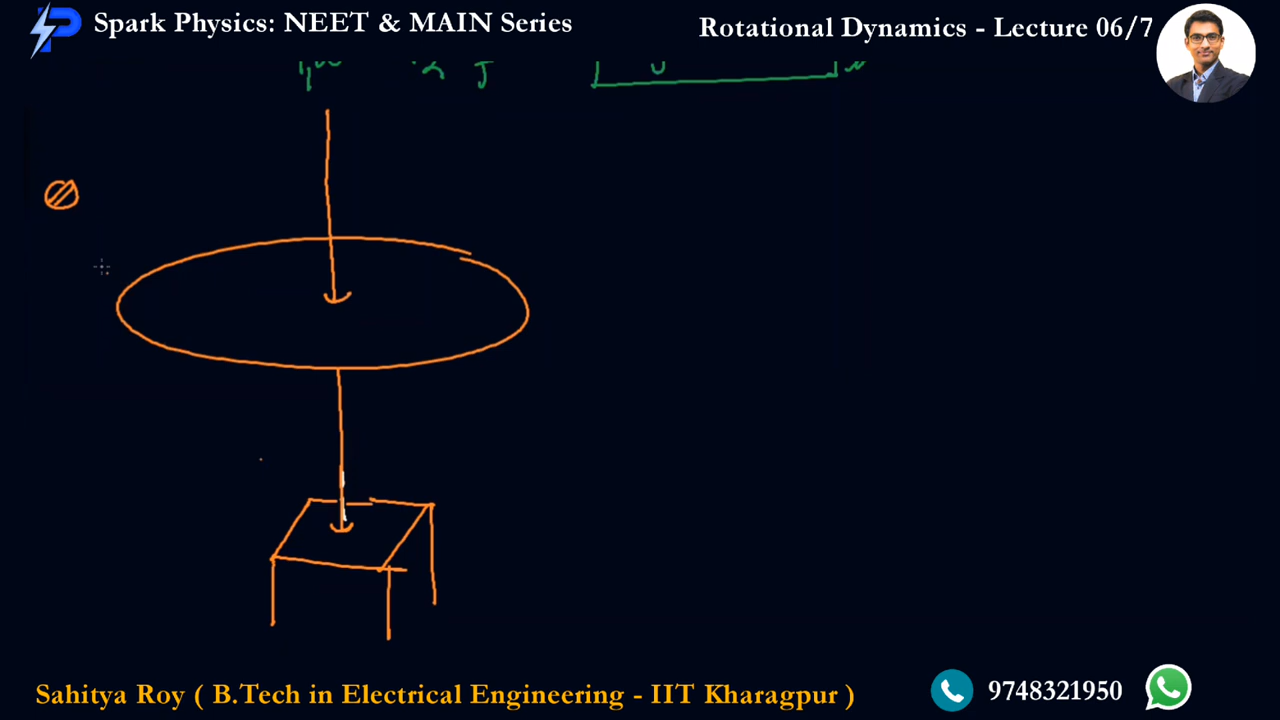 Spark Physics: NEET & MAIN Series
Rotational Dynamics - Lecture 06/7
Sahitya Roy ( B.Tech in Electrical Engineering - IIT Kharagpur )
9748321950